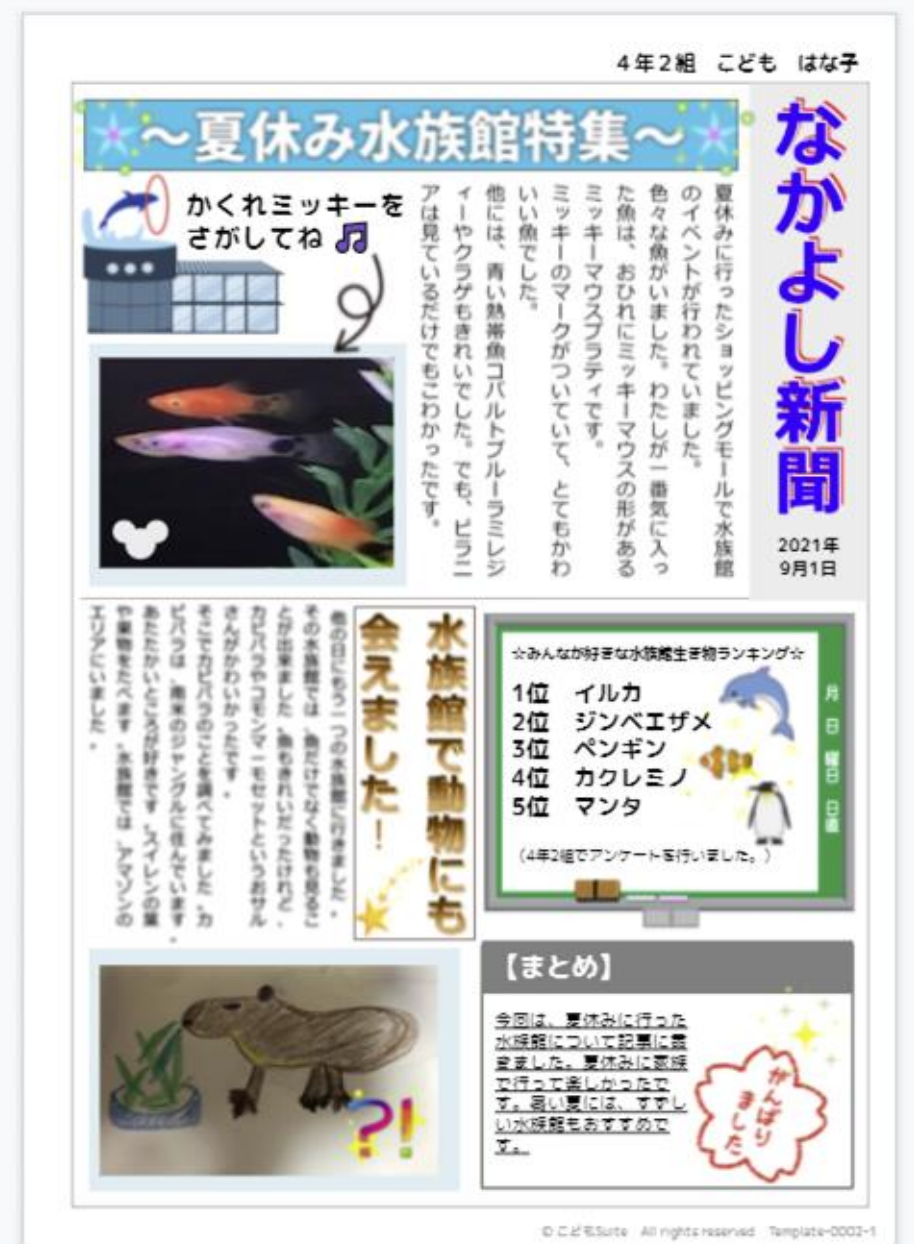 4年2組 こども はな子
なかよし新聞
2021年
9月1日
～夏休み水族館特集～
夏休みに行ったショッピングモールで水族館
のイベントが行われていました。
色々な魚がいました。わたしが一番気に入っ
た魚は、おひれにミッキーマウスの形がある
ミッキーマウスプラティです。
ミッキーのマークがついていて、とてもかわ
いい魚でした。
他には、青い熱帯魚コバルトブルーラミレジ
ィーやクラゲもきれいでした。でも、ピラニ
アは見ているだけでもこわかったです。
かくれミッキーを
さがしてね
☆みんなが好きな水族館生き物ランキング☆
1位 イルカ
2位 ジンベエザメ
3位 ペンギン
4位 カクレミノ
5位 マンタ
（4年2組でアンケートを行いました。）
月 日 曜日 日直
水族館で動物にも
会えました！
他の日にもう一つの水族館に行きました。
その水族館では、魚だけでなく動物も見るこ
とが出来ました。魚もきれいだったけれど、
カピバラやコモンマーモセットというおサル
さんがかわいかったです。
そこでカピバラのことを調べてみました。カ
ピバラは、南米のジャングルに住んでいます。
あたたかいところが好きです。スイレンの葉
や果物をたべます。水族館では、アマゾンの
エリアにいました。
?!
【まとめ】
今回は、夏休みに行った
水族館について記事に書
きました。夏休みに家族
で行って楽しかったで
す。暑い夏には、すずし
い水族館もおすすめで
す。
がんばり
ました
© こどもSuite All rights reserved Template-0002-1